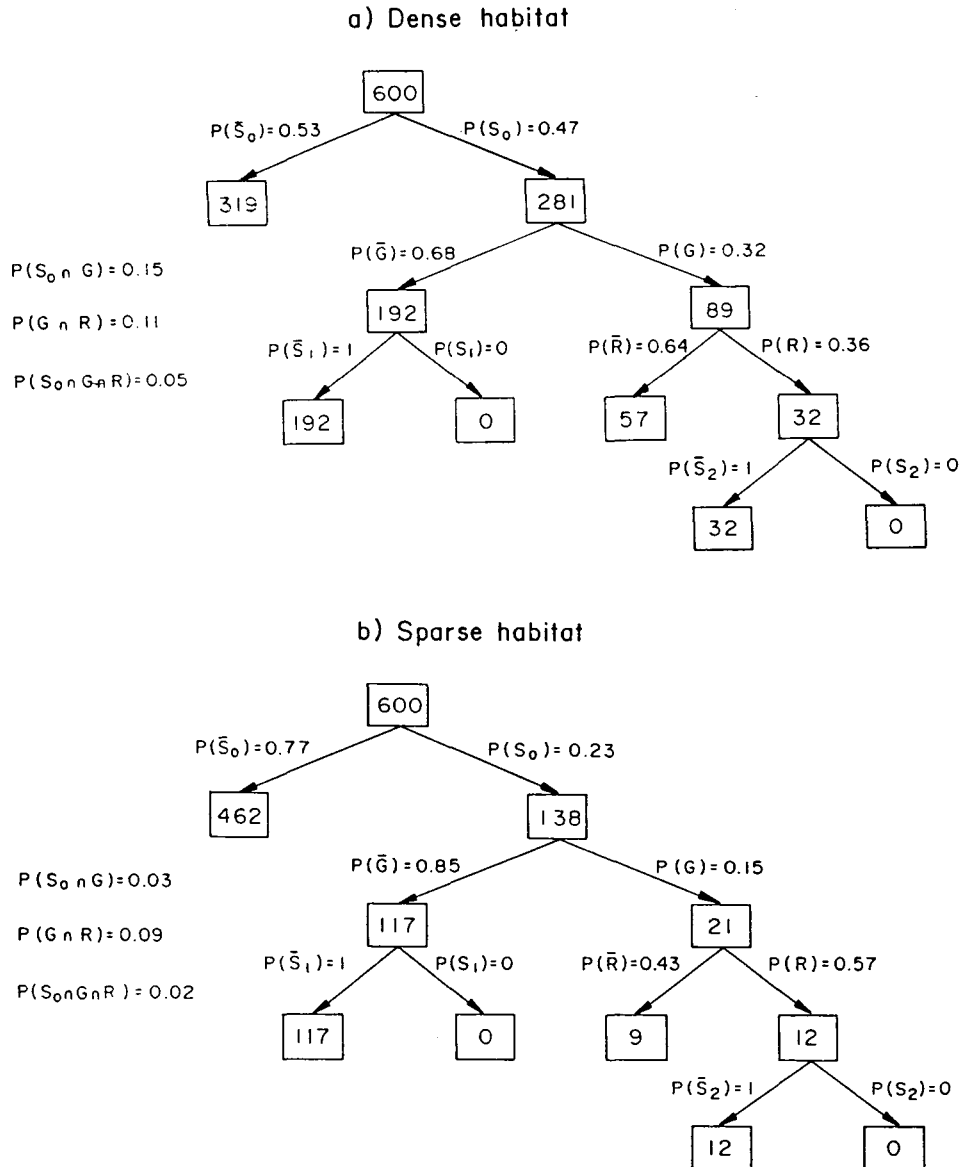 a) Dense habitat
600
P(S̄₀)=0.53 P(S₀)=0.47
319 281
P(Ḡ)=0.68 P(G)=0.32
P(S₀∩ G)=0.15
192 89
P(G ∩ R)=0.11
P(S̄₁)=1 P(S₁)=0 P(R̄)=0.64 P(R)=0.36
P(S₀∩G∩R)=0.05
192 0 57 32
P(S̄₂)=1 P(S₂)=0
32 0
b) Sparse habitat
600
P(S̄₀)=0.77 P(S₀)=0.23
462 138
P(Ḡ)=0.85 P(G)=0.15
P(S₀∩G)=0.03
117 21
P(G∩R)=0.09
P(S̄₁)=1 P(S₁)=0 P(R̄)=0.43 P(R)=0.57
P(S₀∩G∩R)=0.02
117 0 9 12
P(S̄₂)=1 P(S₂)=0
12 0